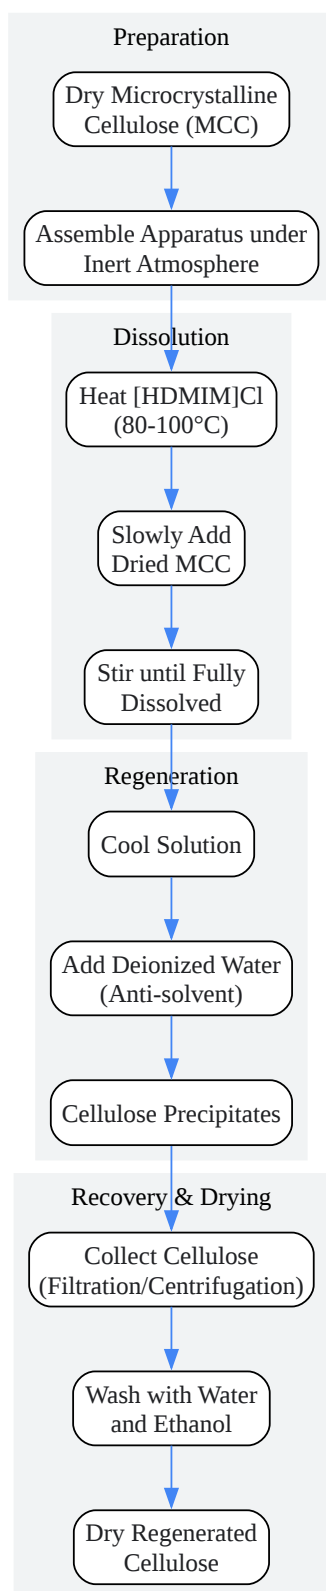 Preparation
Dry Microcrystalline
Cellulose (MCC)
Assemble Apparatus under
Inert Atmosphere
Dissolution
Heat [HDMIM]Cl
(80-100°C)
Slowly Add
Dried MCC
Stir until Fully
Dissolved
Regeneration
Cool Solution
Add Deionized Water
(Anti-solvent)
Cellulose Precipitates
Recovery & Drying
Collect Cellulose
(Filtration/Centrifugation)
Wash with Water
and Ethanol
Dry Regenerated
Cellulose